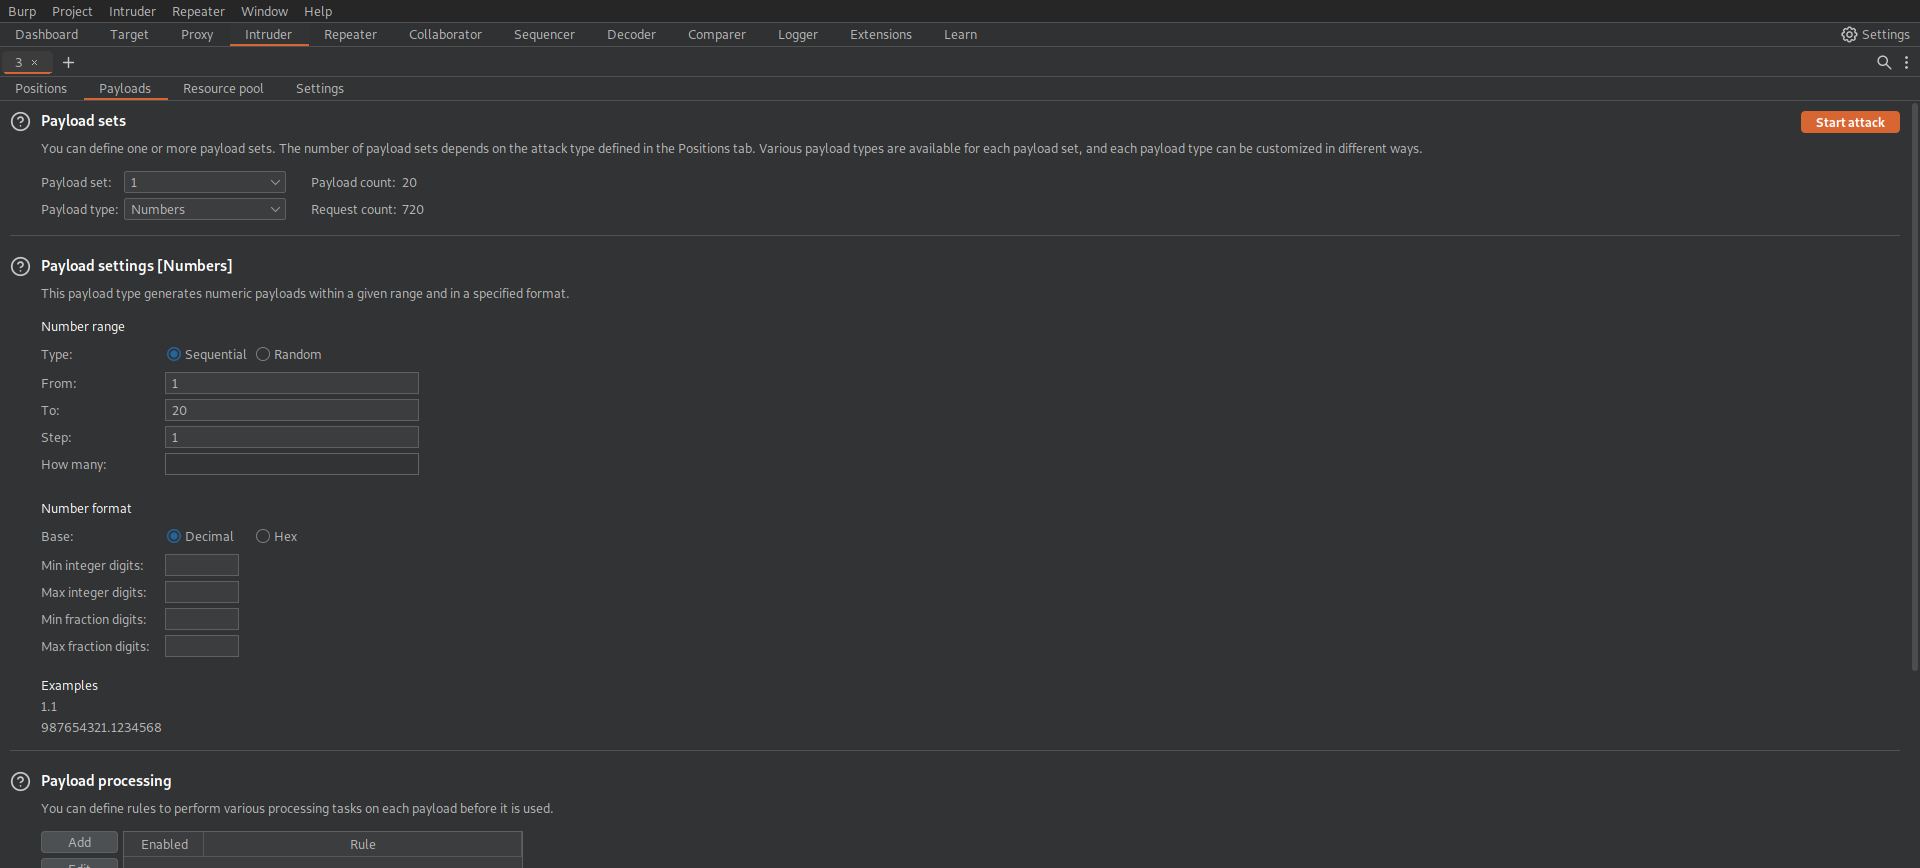 Burp Project Intruder Repeater Window Help
Dashboard Target Proxy Intruder Repeater Collaborator Sequencer Decoder Comparer Logger Extensions Learn Settings
3 × +
Positions Payloads Resource pool Settings
? Payload sets Start attack
You can define one or more payload sets. The number of payload sets depends on the attack type defined in the Positions tab. Various payload types are available for each payload set, and each payload type can be customized in different ways.
Payload set: 1 Payload count: 20
Payload type: Numbers Request count: 720
? Payload settings [Numbers]
This payload type generates numeric payloads within a given range and in a specified format.
Number range
Type: Sequential Random
From: 1
To: 20
Step: 1
How many:
Number format
Base: Decimal Hex
Min integer digits:
Max integer digits:
Min fraction digits:
Max fraction digits:
Examples
1.1
987654321.1234568
? Payload processing
You can define rules to perform various processing tasks on each payload before it is used.
Add Enabled Rule
Edit